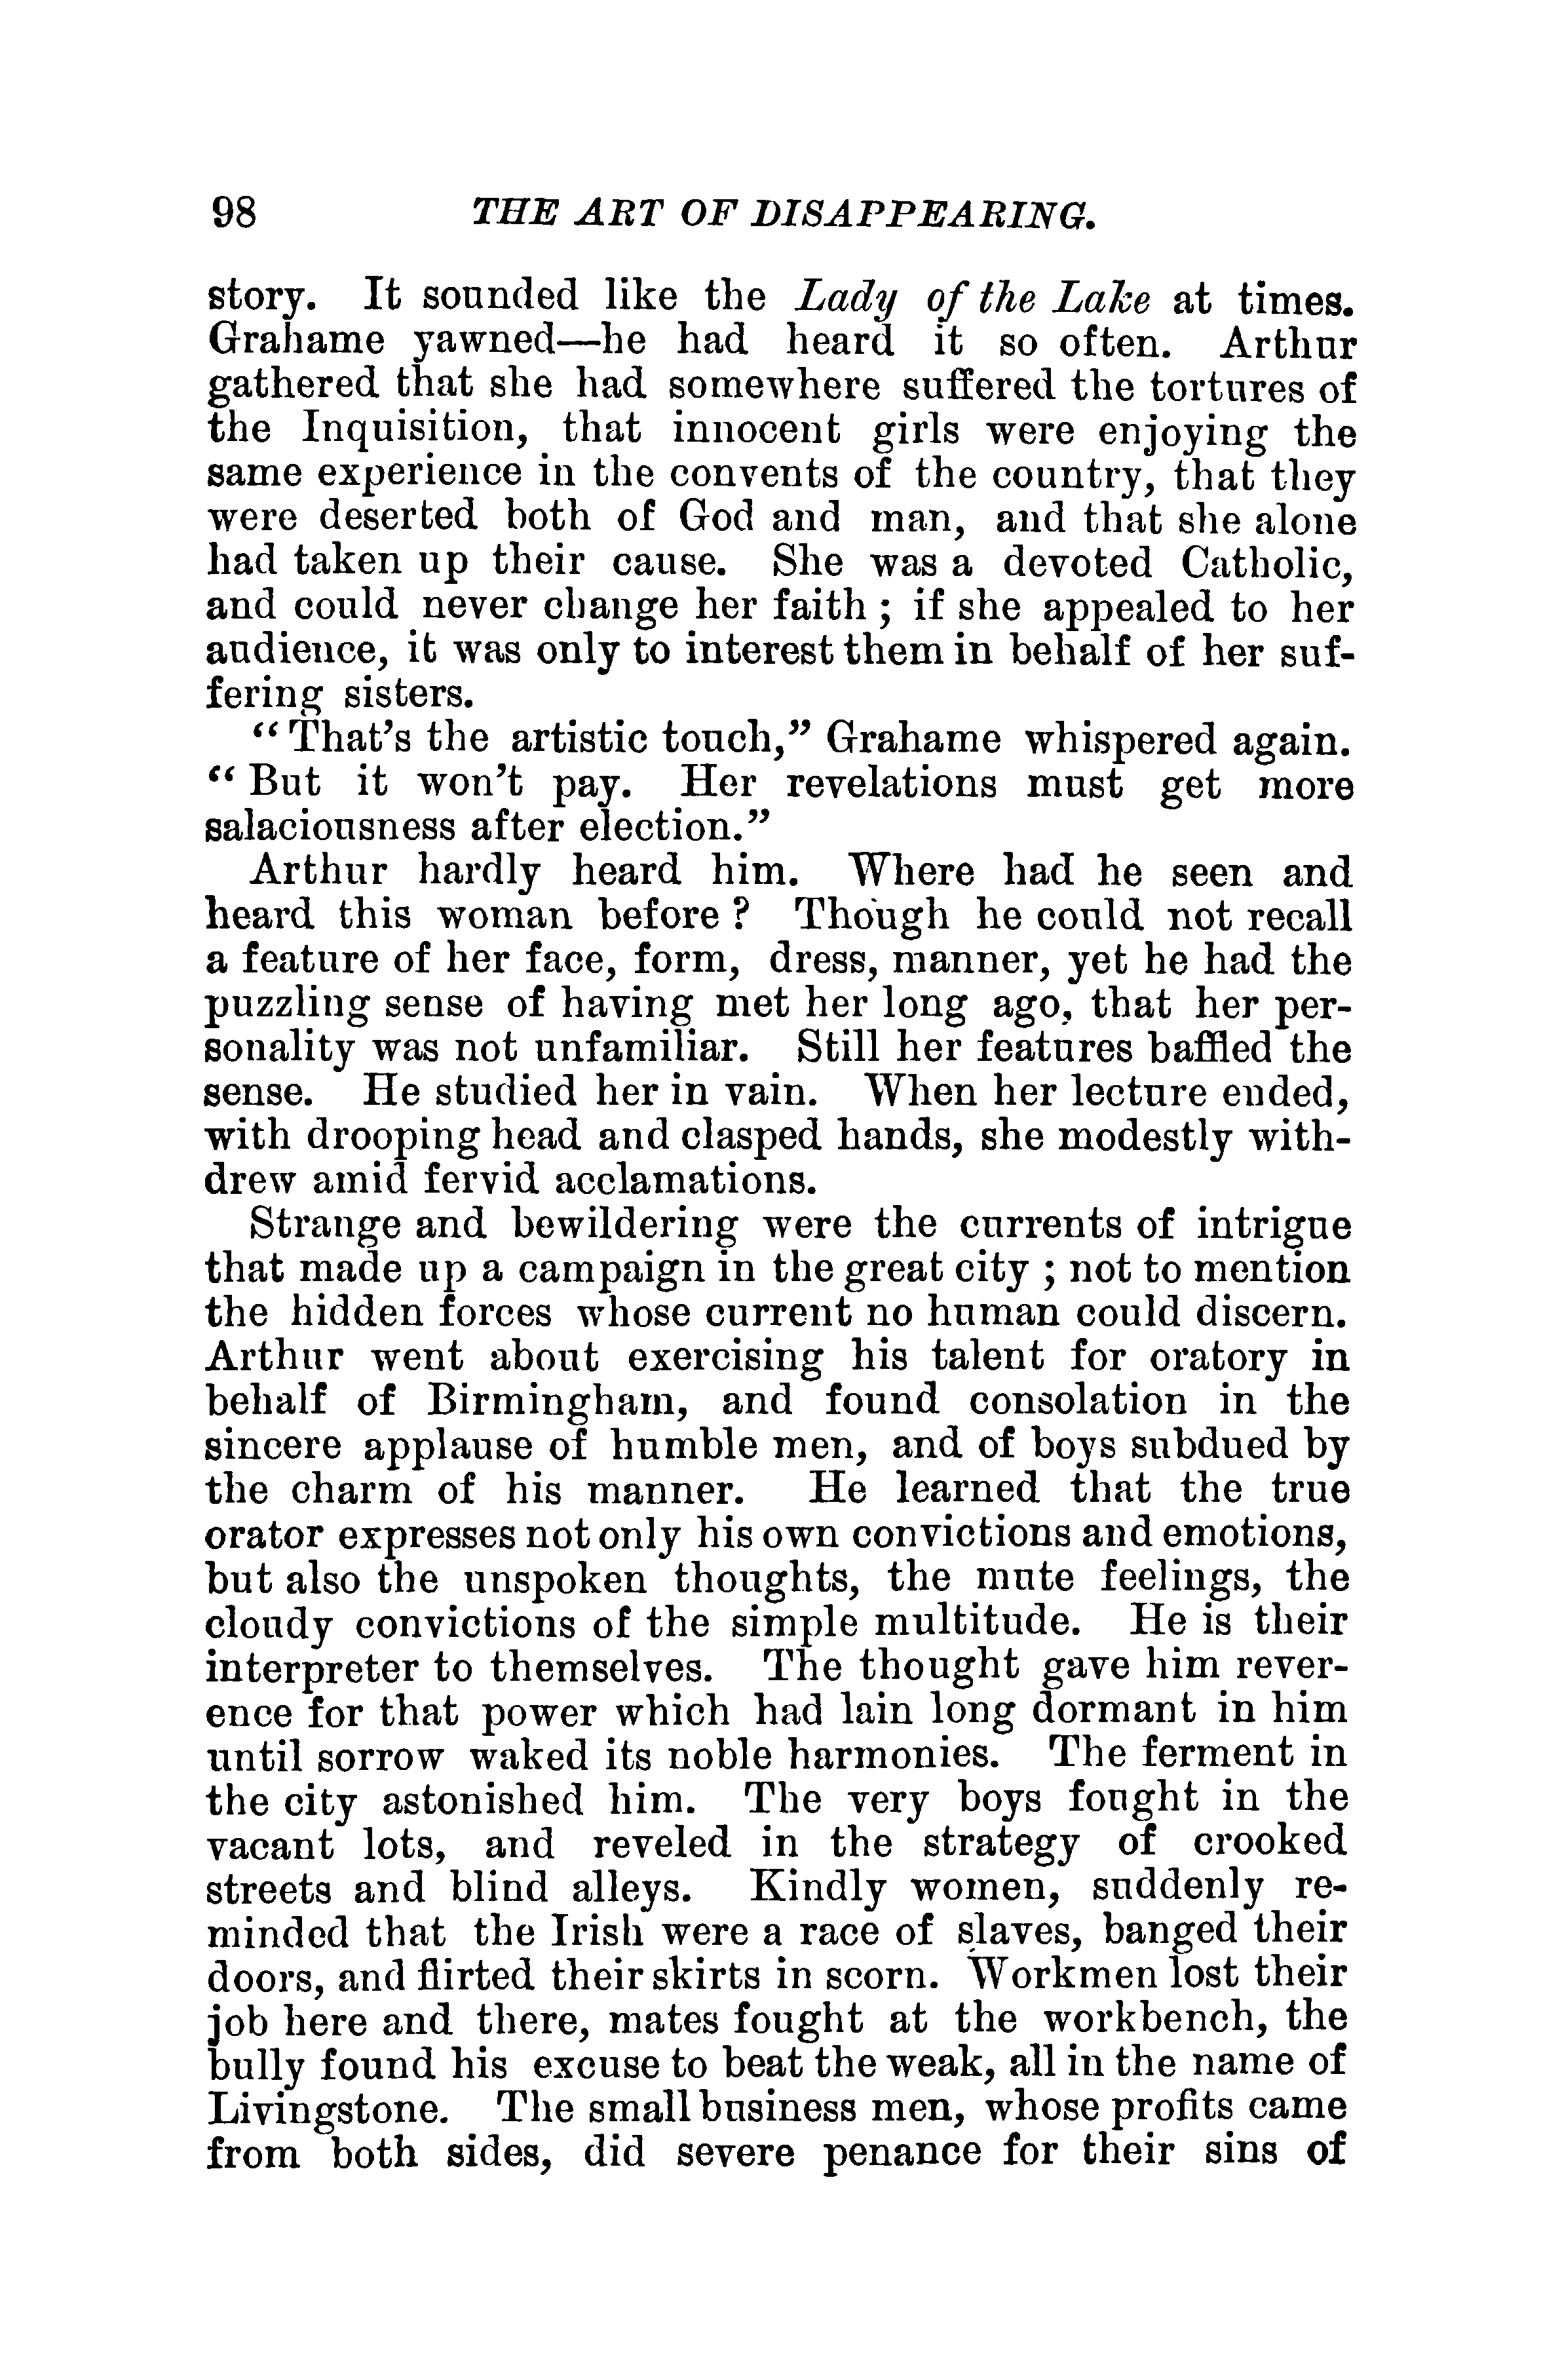 98 THE ART OF DISAPPEARING.
story. It sounded like the Lady of the Lake at times.
Grahame yawned—he had heard it so often. Arthur
gathered that she had somewhere suffered the tortures of
the Inquisition, that innocent girls were enjoying the
same experience in the convents of the country, that they
were deserted both of God and man, and that she alone
had taken up their cause. She was a devoted Catholic,
and could never change her faith ; if she appealed to her
audience, it was only to interest them in behalf of her suf-
fering sisters.
“ That’s the artistic touch,” Grahame whispered again.
“ But it won’t pay. Her revelations must get more
salaciousness after election.”
Arthur hardly heard him. Where had he seen and
heard this woman before ? Though he could not recall
a feature of her face, form, dress, manner, yet he had the
puzzling sense of having met her long ago, that her per-
sonality was not unfamiliar. Still her features baffled the
sense. He studied her in vain. When her lecture ended,
with drooping head and clasped hands, she modestly with-
drew amid fervid acclamations.
Strange and bewildering were the currents of intrigue
that made up a campaign in the great city ; not to mention
the hidden forces whose current no human could discern.
Arthur went about exercising his talent for oratory in
behalf of Birmingham, and found consolation in the
sincere applause of humble men, and of boys subdued by
the charm of his manner. He learned that the true
orator expresses not only his own convictions and emotions,
but also the unspoken thoughts, the mute feelings, the
cloudy convictions of the simple multitude. He is their
interpreter to themselves. The thought gave him rever-
ence for that power which had lain long dormant in him
until sorrow waked its noble harmonies. The ferment in
the city astonished him. The very boys fought in the
vacant lots, and reveled in the strategy of crooked
streets and blind alleys. Kindly women, suddenly re-
minded that the Irish were a race of slaves, banged their
doors, and flirted their skirts in scorn. Workmen lost their
job here and there, mates fought at the workbench, the
bully found his excuse to beat the weak, all in the name of
Livingstone. The small business men, whose profits came
from both sides, did severe penance for their sins of